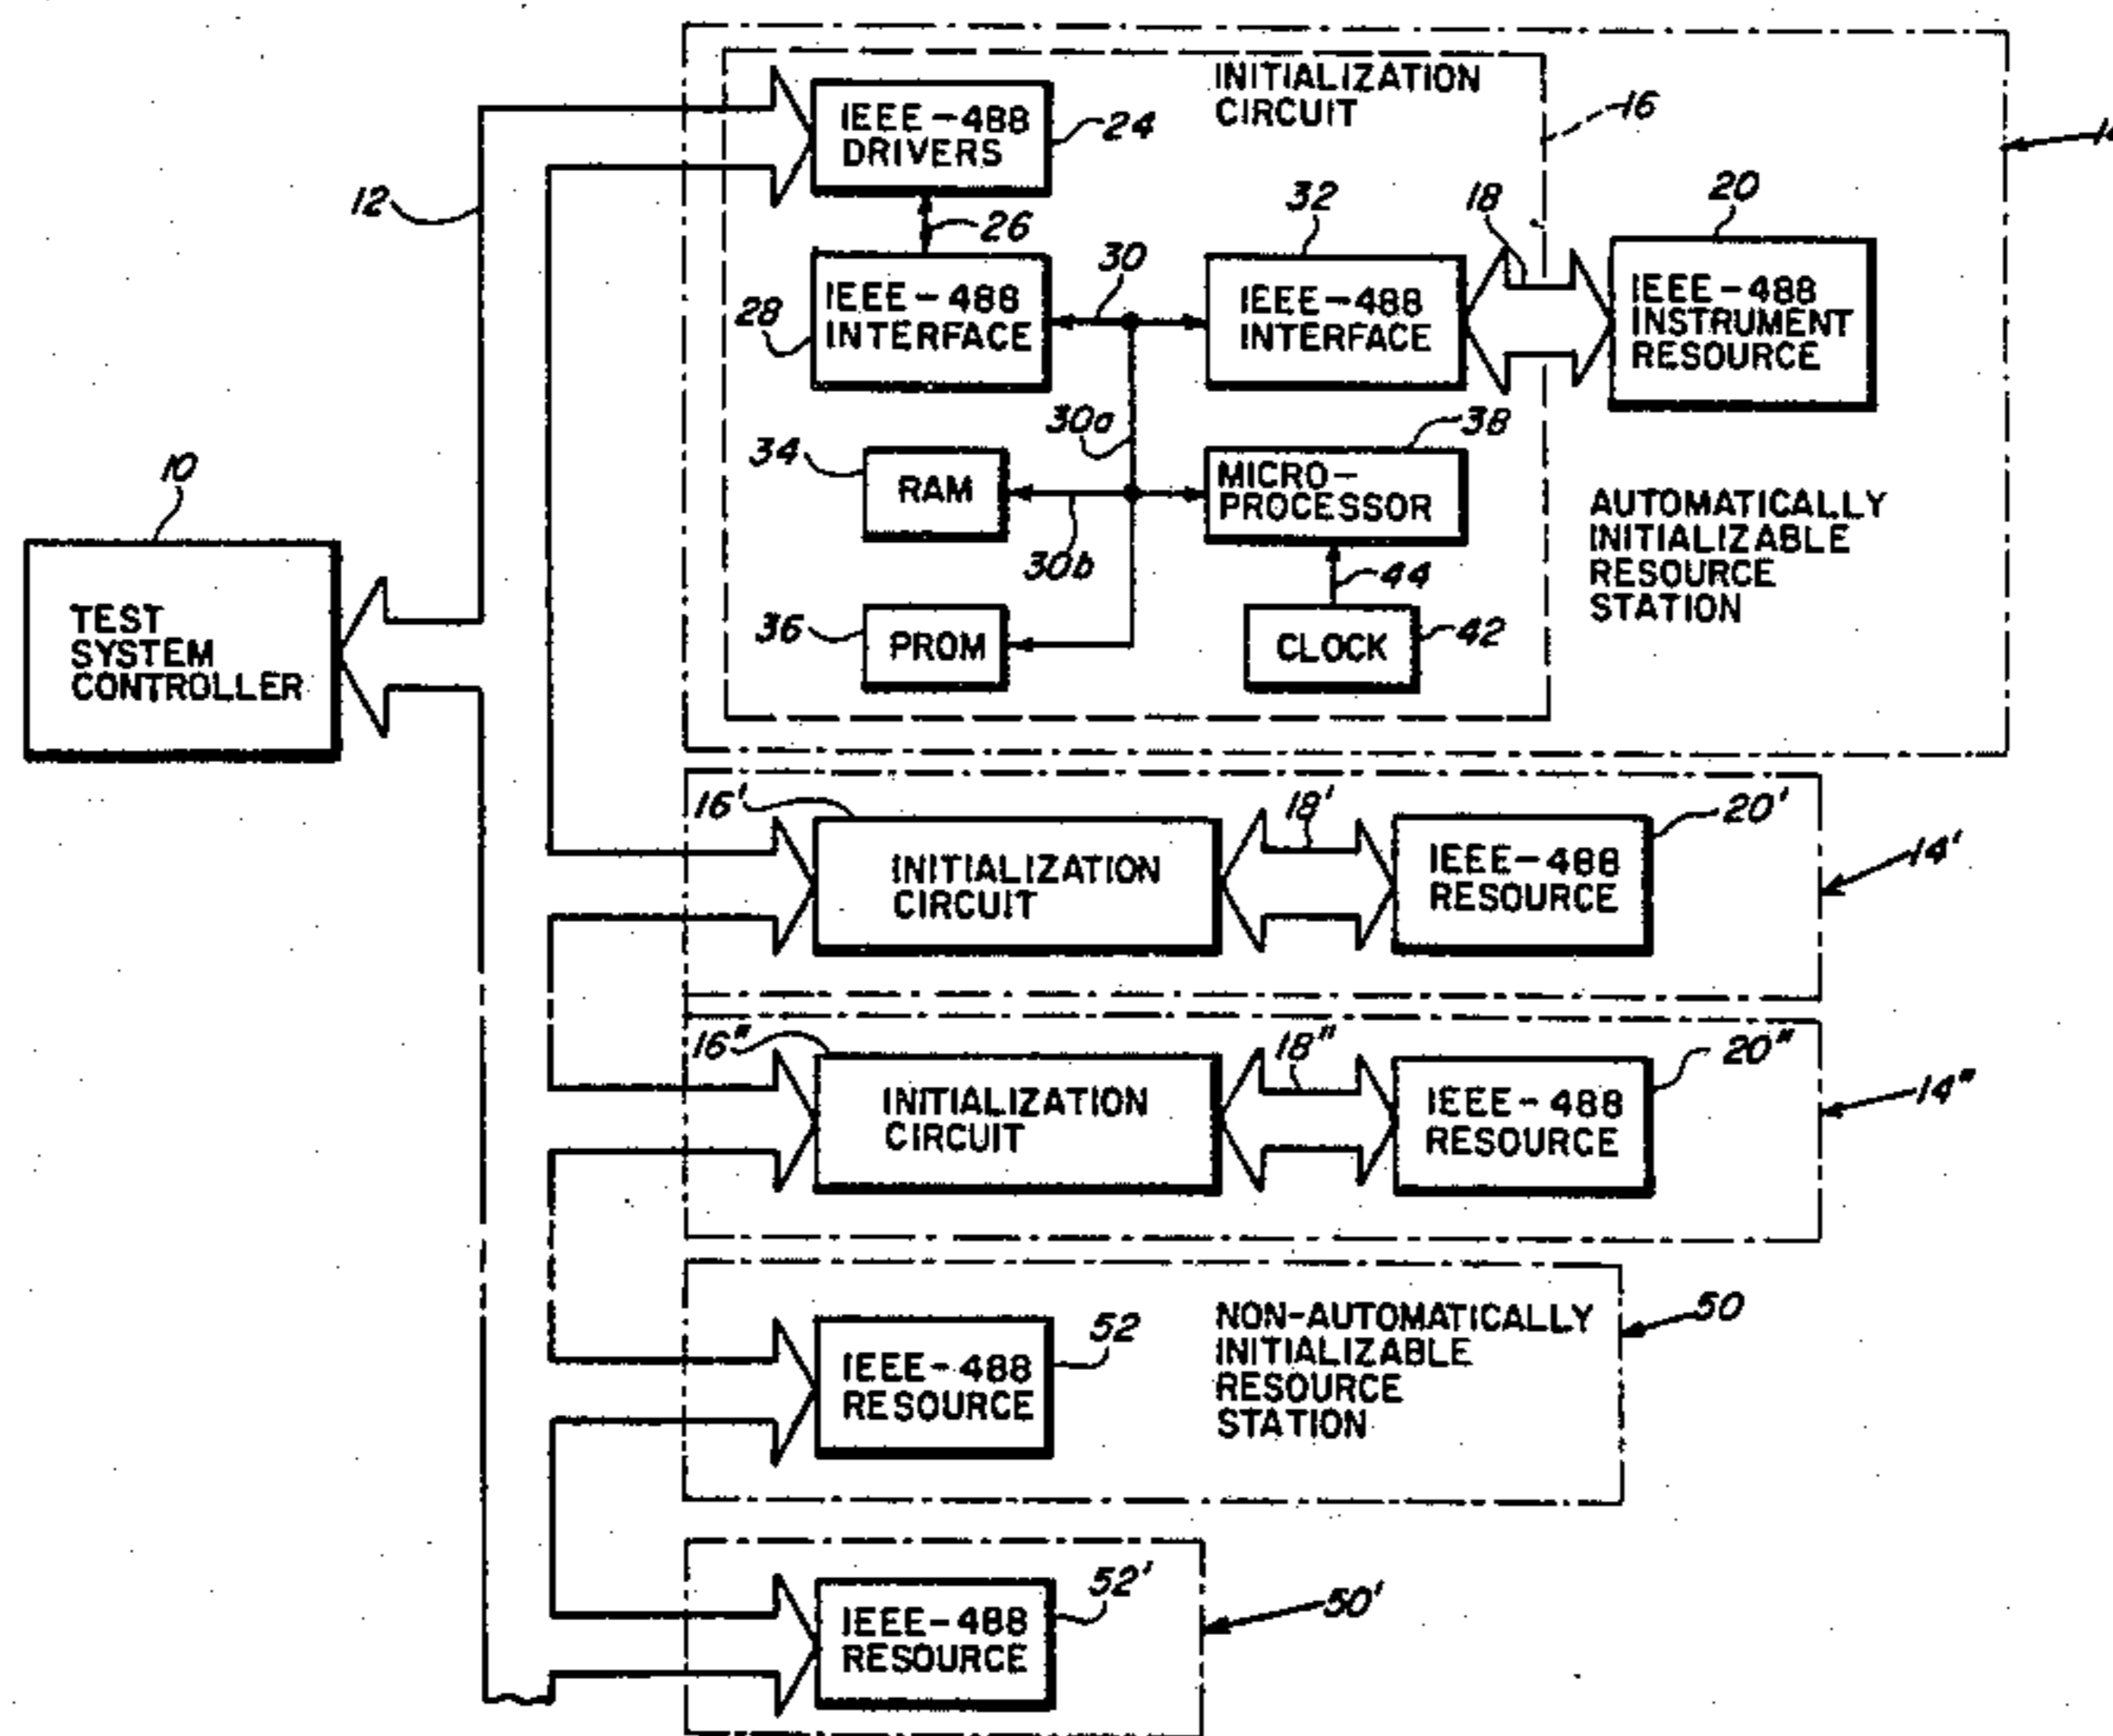 INITIALIZATION
CIRCUIT
16
IEEE-488
DRIVERS
24
12
26
32
18
20
30
28
IEEE-488
INTERFACE
IEEE-488
INTERFACE
IEEE-488
INSTRUMENT
RESOURCE
30a
38
34
RAM
MICRO-
PROCESSOR
10
30b
44
AUTOMATICALLY
INITIALIZABLE
RESOURCE
STATION
TEST
SYSTEM
CONTROLLER
36
PROM
CLOCK
42
16'
18'
20'
INITIALIZATION
CIRCUIT
IEEE-488
RESOURCE
14'
16"
18"
20"
INITIALIZATION
CIRCUIT
IEEE-488
RESOURCE
14"
NON-AUTOMATICALLY
INITIALIZABLE
RESOURCE
STATION
50
52
IEEE-488
RESOURCE
52'
IEEE-488
RESOURCE
50'